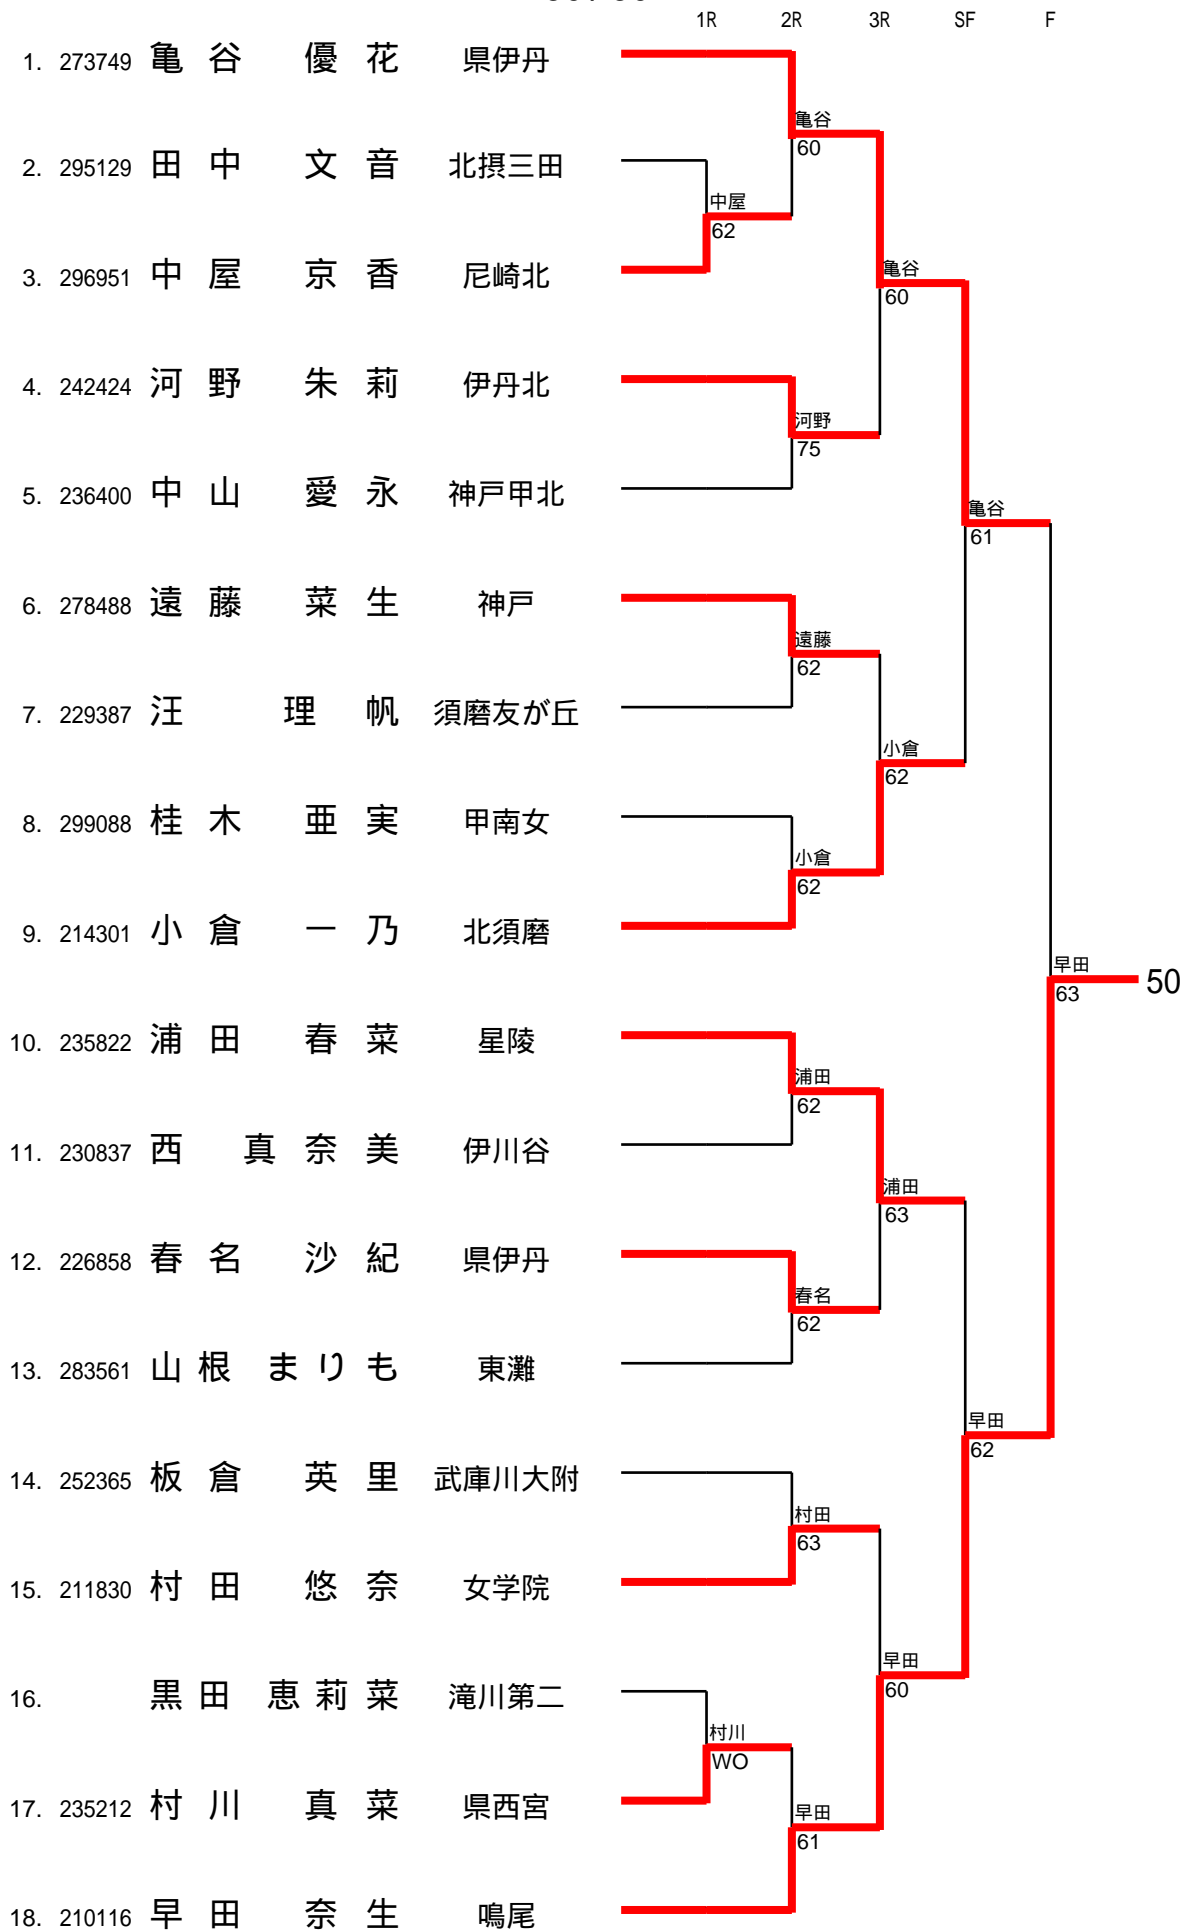 1R 2R 3R SF F
1. 273749 亀谷 優花 県伊丹
亀谷
60
2. 295129 田中 文音 北摂三田
中屋
62
3. 296951 中屋 京香 尼崎北
亀谷
60
4. 242424 河野 朱莉 伊丹北
河野
75
5. 236400 中山 愛永 神戸甲北
亀谷
61
6. 278488 遠藤 菜生 神戸
遠藤
62
7. 229387 汪 理帆 須磨友が丘
小倉
62
8. 299088 桂木 亜実 甲南女
小倉
62
9. 214301 小倉 一乃 北須磨
早田
63
50
10. 235822 浦田 春菜 星陵
浦田
62
11. 230837 西 真奈美 伊川谷
浦田
63
12. 226858 春名 沙紀 県伊丹
春名
62
13. 283561 山根 まりも 東灘
早田
62
14. 252365 板倉 英里 武庫川大附
村田
63
15. 211830 村田 悠奈 女学院
早田
60
16. 黒田 恵莉菜 滝川第二
村川
WO
17. 235212 村川 真菜 県西宮
早田
61
18. 210116 早田 奈生 鳴尾